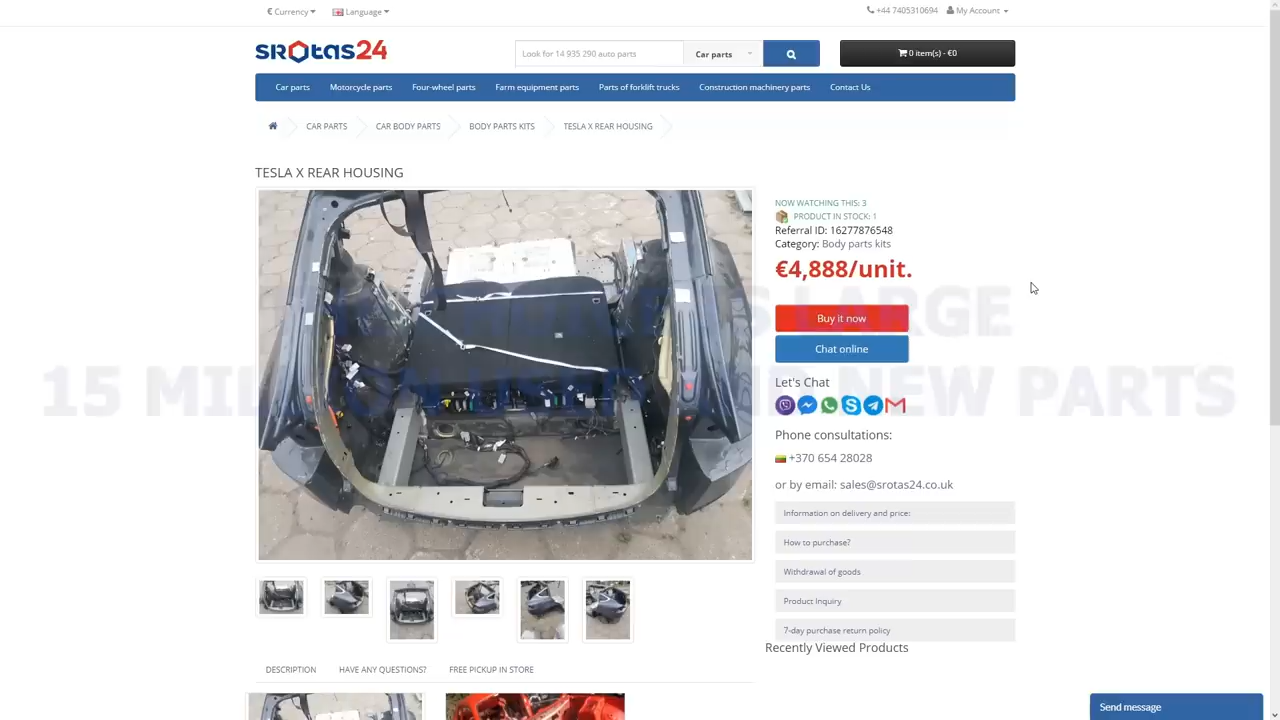 € Currency
Language
+44 7405310694
My Account
SROTAS24
Look for 14 935 290 auto parts
Car parts
0 item(s) - €0
Car parts
Motorcycle parts
Four-wheel parts
Farm equipment parts
Parts of forklift trucks
Construction machinery parts
Contact Us
CAR PARTS
CAR BODY PARTS
BODY PARTS KITS
TESLA X REAR HOUSING
TESLA X REAR HOUSING
NOW WATCHING THIS: 3
PRODUCT IN STOCK: 1
Referral ID: 16277876548
Category: Body parts kits
€4,888/unit.
LARGE
Buy it now
Chat online
15 NEW PARTS
Let's Chat
Phone consultations:
+370 654 28028
or by email: sales@srotas24.co.uk
Information on delivery and price:
How to purchase?
Withdrawal of goods
Product Inquiry
7-day purchase return policy
Recently Viewed Products
DESCRIPTION
HAVE ANY QUESTIONS?
FREE PICKUP IN STORE
Send message